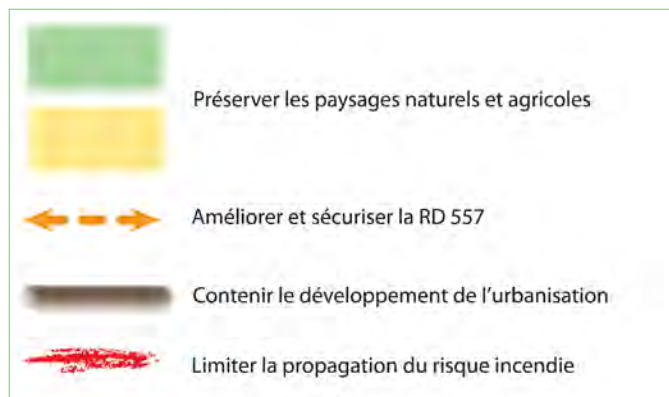 Préserver les paysages naturels et agricoles
Améliorer et sécuriser la RD 557
Contenir le développement de l'urbanisation
Limiter la propagation du risque incendie